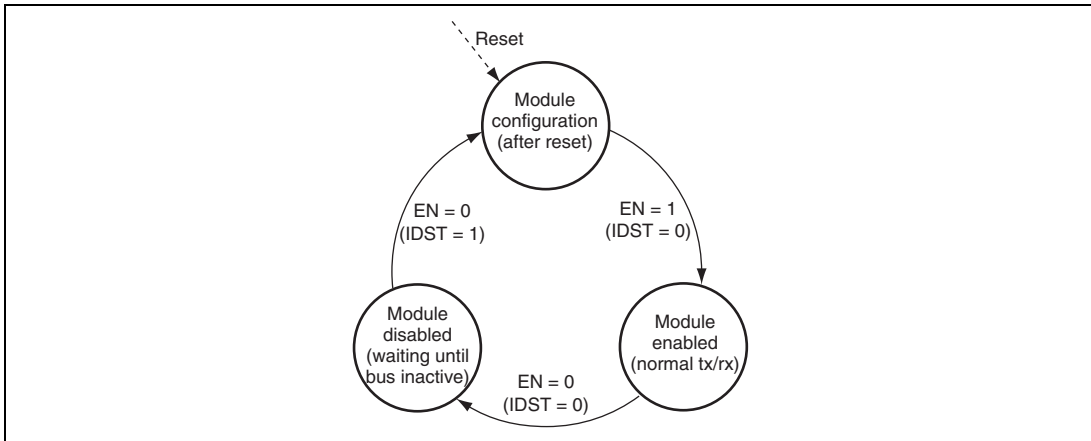 Reset
Module
configuration
(after reset)
EN = 0
(IDST = 1)
EN = 1
(IDST = 0)
Module
disabled
(waiting until
bus inactive)
Module
enabled
(normal tx/rx)
EN = 0
(IDST = 0)